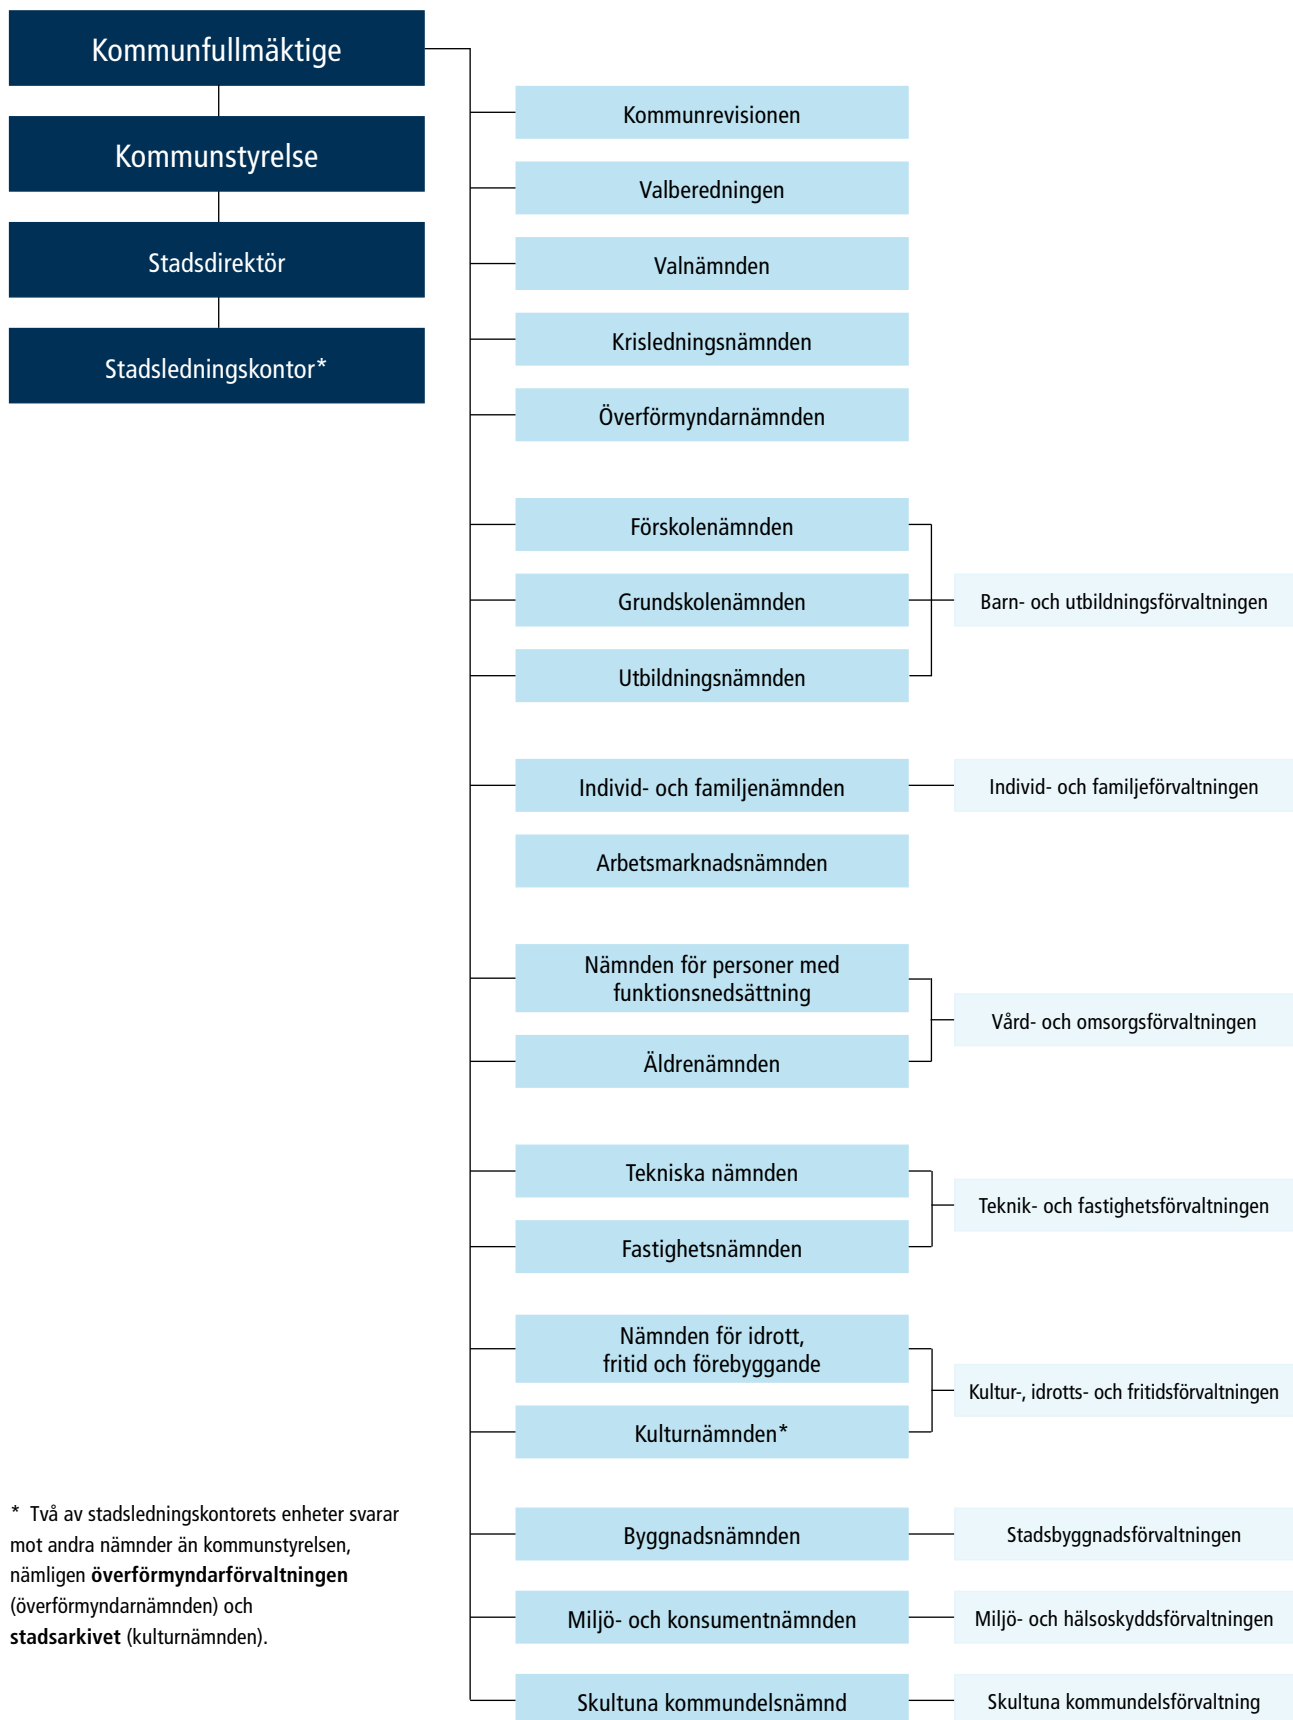 Kommunfullmäktige
Kommunstyrelse
Stadsdirektör
Stadsledningskontor*
Kommunrevisionen
Valberedningen
Valnämnden
Krisledningsnämnden
Överförmyndarnämnden
Förskolenämnden
Grundskolenämnden
Utbildningsnämnden
Barn- och utbildningsförvaltningen
Individ- och familjenämnden
Individ- och familjeförvaltningen
Arbetsmarknadsnämnden
Nämnden för personer med
funktionsnedsättning
Äldrenämnden
Vård- och omsorgsförvaltningen
Tekniska nämnden
Fastighetsnämnden
Teknik- och fastighetsförvaltningen
Nämnden för idrott,
fritid och förebyggande
Kulturnämnden*
Kultur-, idrotts- och fritidsförvaltningen
Byggnadsnämnden
Stadsbyggnadsförvaltningen
Miljö- och konsumentnämnden
Miljö- och hälsoskyddsförvaltningen
Skultuna kommundelsnämnd
Skultuna kommundelsförvaltning
* Två av stadsledningskontorets enheter svarar
mot andra nämnder än kommunstyrelsen,
nämligen överförmyndarförvaltningen
(överförmyndarnämnden) och
stadsarkivet (kulturnämnden).